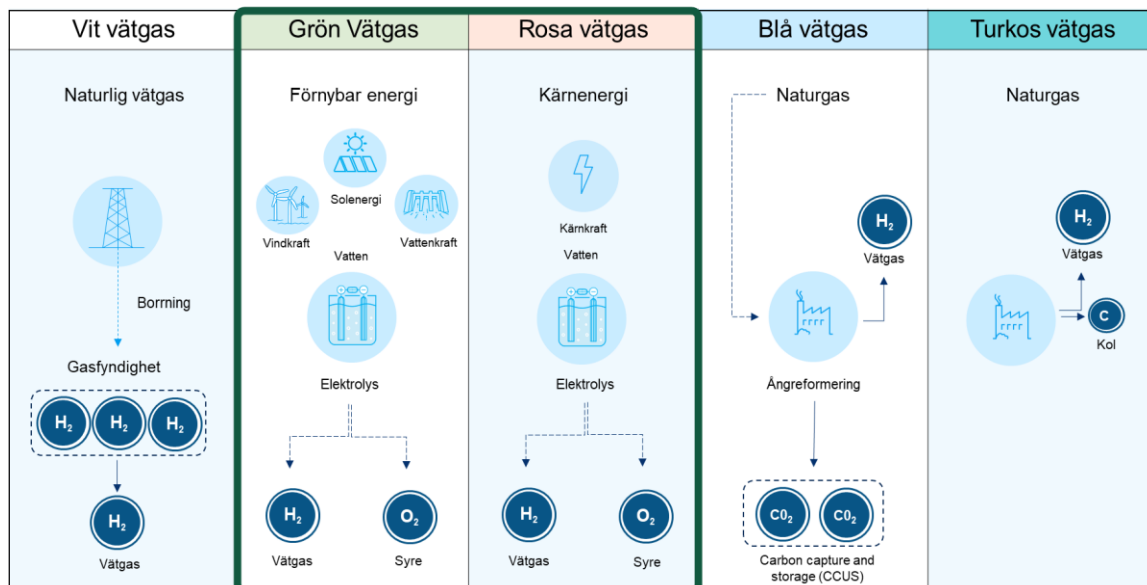 Vit vätgas
Naturlig vätgas
Borrning
Gasfyndighet
H2 H2 H2
H2
Vätgas
Grön Vätgas
Förnybar energi
Solenergi
Vindkraft
Vattenkraft
Vatten
Elektrolys
H2
Vätgas
O2
Syre
Rosa vätgas
Kärnenergi
Kärnkraft
Vatten
Elektrolys
H2
Vätgas
O2
Syre
Blå vätgas
Naturgas
H2
Vätgas
Ångreformering
C02 C02
Carbon capture and
storage (CCUS)
Turkos vätgas
Naturgas
H2
Vätgas
C
Kol